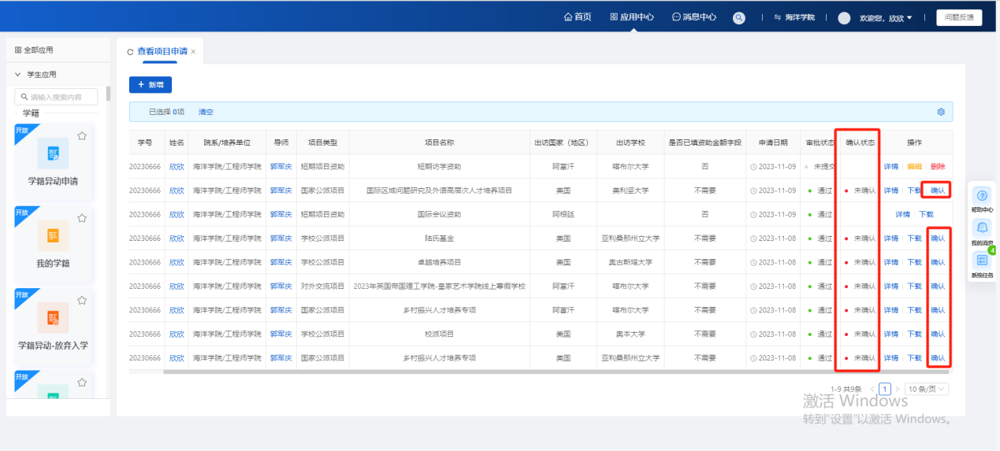 首页 应用中心 消息中心 海洋学院 欢迎您，欣欣 问题反馈
全部应用
学生应用
请输入搜索内容
学籍
开放
学籍异动申请
开放
我的学籍
开放
学籍异动-放弃入学
开放
查看项目申请 ×
+ 新增
已选择 0项 清空
学号 姓名 院系/培养单位 导师 项目类型 项目名称 出访国家（地区） 出访学校 是否已填资助金额字段 申请日期 审批状态 确认状态 操作
20230666 欣欣 海洋学院/工程师学院 郭军庆 短期项目资助 短期访学资助 阿富汗 喀布尔大学 否 2023-11-09 未提交 详情 编辑 删除
20230666 欣欣 海洋学院/工程师学院 郭军庆 国家公派项目 国际区域问题研究及外语高层次人才培养项目 美国 美利坚大学 不需要 2023-11-09 通过 未确认 详情 下载 确认
20230666 欣欣 海洋学院/工程师学院 郭军庆 短期项目资助 国际会议资助 阿根廷 否 2023-11-09 通过 详情 下载
20230666 欣欣 海洋学院/工程师学院 郭军庆 学校公派项目 陆氏基金 美国 亚利桑那州立大学 不需要 2023-11-08 通过 未确认 详情 下载 确认
20230666 欣欣 海洋学院/工程师学院 郭军庆 学校公派项目 卓越培养项目 美国 奥古斯塔大学 不需要 2023-11-08 通过 未确认 详情 下载 确认
20230666 欣欣 海洋学院/工程师学院 郭军庆 对外交流项目 2023年英国帝国理工学院-皇家艺术学院线上寒假学校 阿富汗 喀布尔大学 不需要 2023-11-08 通过 未确认 详情 下载 确认
20230666 欣欣 海洋学院/工程师学院 郭军庆 国家公派项目 乡村振兴人才培养专项 阿富汗 喀布尔大学 不需要 2023-11-08 通过 未确认 详情 下载 确认
20230666 欣欣 海洋学院/工程师学院 郭军庆 学校公派项目 校派项目 美国 奥本大学 不需要 2023-11-08 通过 未确认 详情 下载 确认
20230666 欣欣 海洋学院/工程师学院 郭军庆 国家公派项目 乡村振兴人才培养专项 美国 亚利桑那州立大学 不需要 2023-11-08 通过 未确认 详情 下载 确认
1-9 共9条 < 1 > 10 条/页
帮助中心
我的消息
4
系统任务
激活 Windows
转到"设置"以激活 Windows。